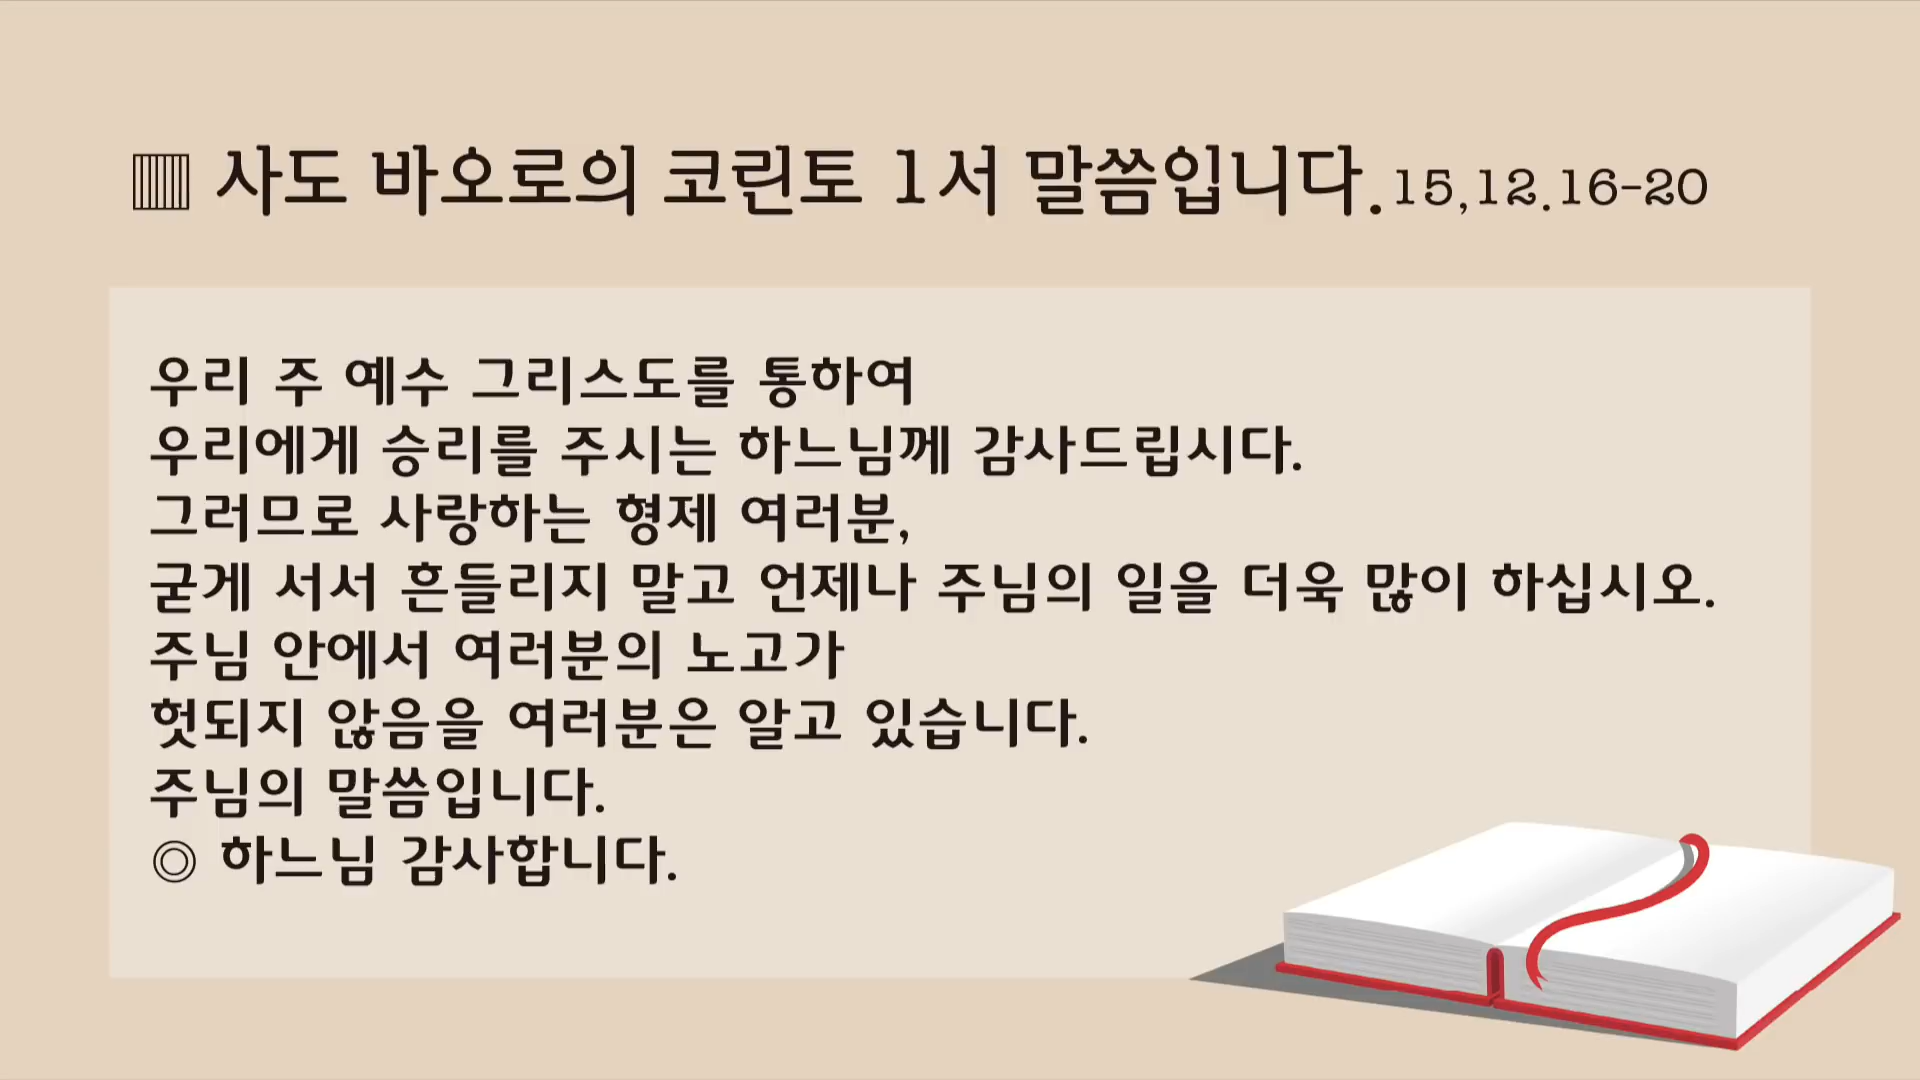 ▥ 사도 바오로의 코린토 1서 말씀입니다.15,12.16-20
우리 주 예수 그리스도를 통하여
우리에게 승리를 주시는 하느님께 감사드립시다.
그러므로 사랑하는 형제 여러분,
굳게 서서 흔들리지 말고 언제나 주님의 일을 더욱 많이 하십시오.
주님 안에서 여러분의 노고가
헛되지 않음을 여러분은 알고 있습니다.
주님의 말씀입니다.
◎ 하느님 감사합니다.